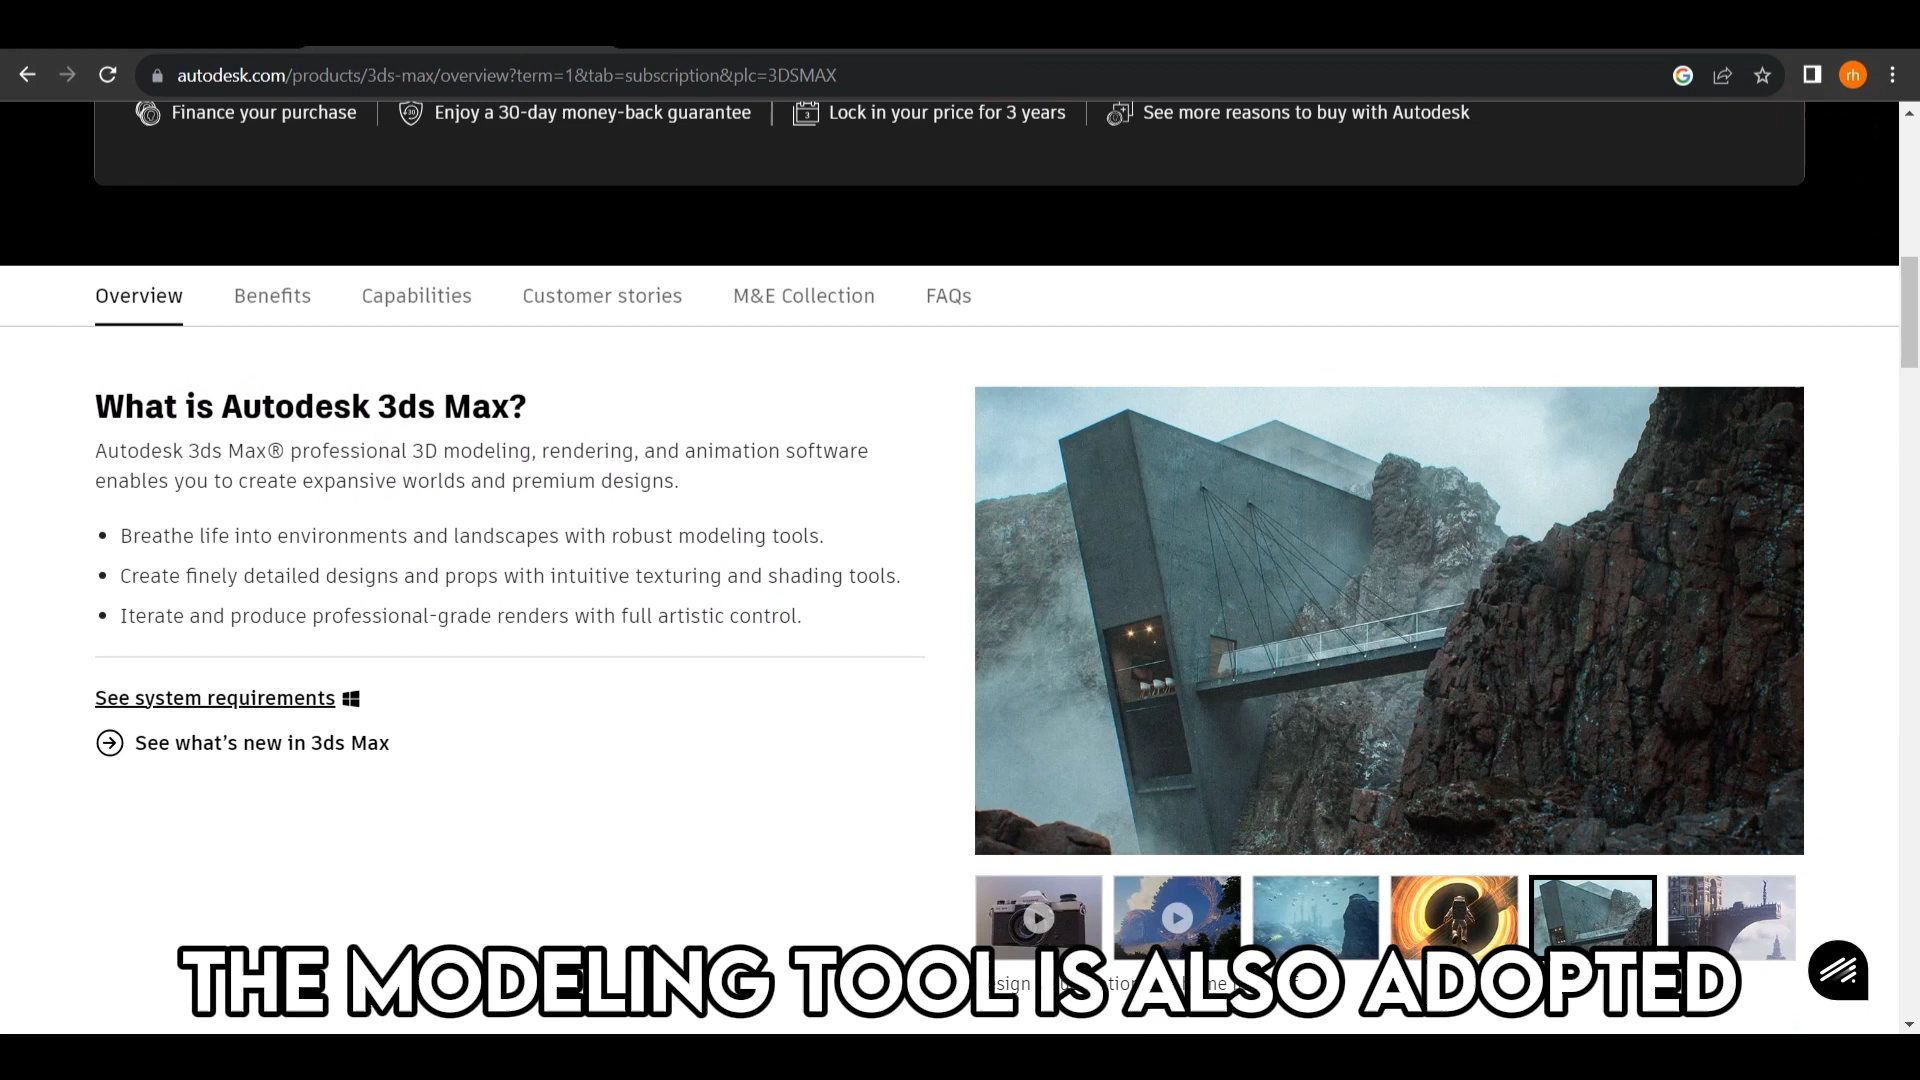 autodesk.com/products/3ds-max/overview?term=1&tab=subscription&plc=3DSMAX
rh
Finance your purchase
Enjoy a 30-day money-back guarantee
Lock in your price for 3 years
See more reasons to buy with Autodesk
Overview
Benefits
Capabilities
Customer stories
M&E Collection
FAQs
What is Autodesk 3ds Max?
Autodesk 3ds Max® professional 3D modeling, rendering, and animation software
enables you to create expansive worlds and premium designs.
• Breathe life into environments and landscapes with robust modeling tools.
• Create finely detailed designs and props with intuitive texturing and shading tools.
• Iterate and produce professional-grade renders with full artistic control.
See system requirements
See what's new in 3ds Max
THE MODELING TOOL IS ALSO ADOPTED